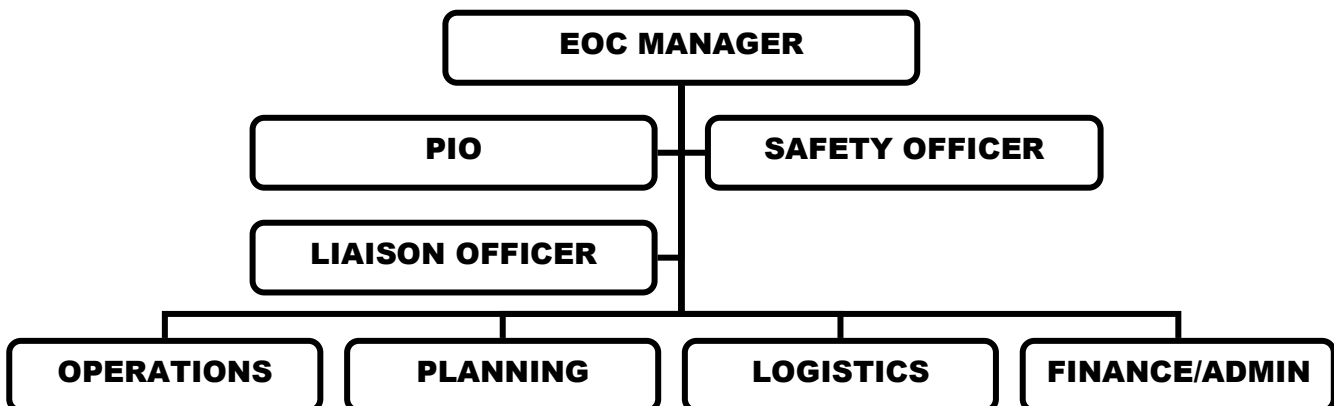 EOC MANAGER
PIO
SAFETY OFFICER
LIAISON OFFICER
OPERATIONS
PLANNING
LOGISTICS
FINANCE/ADMIN